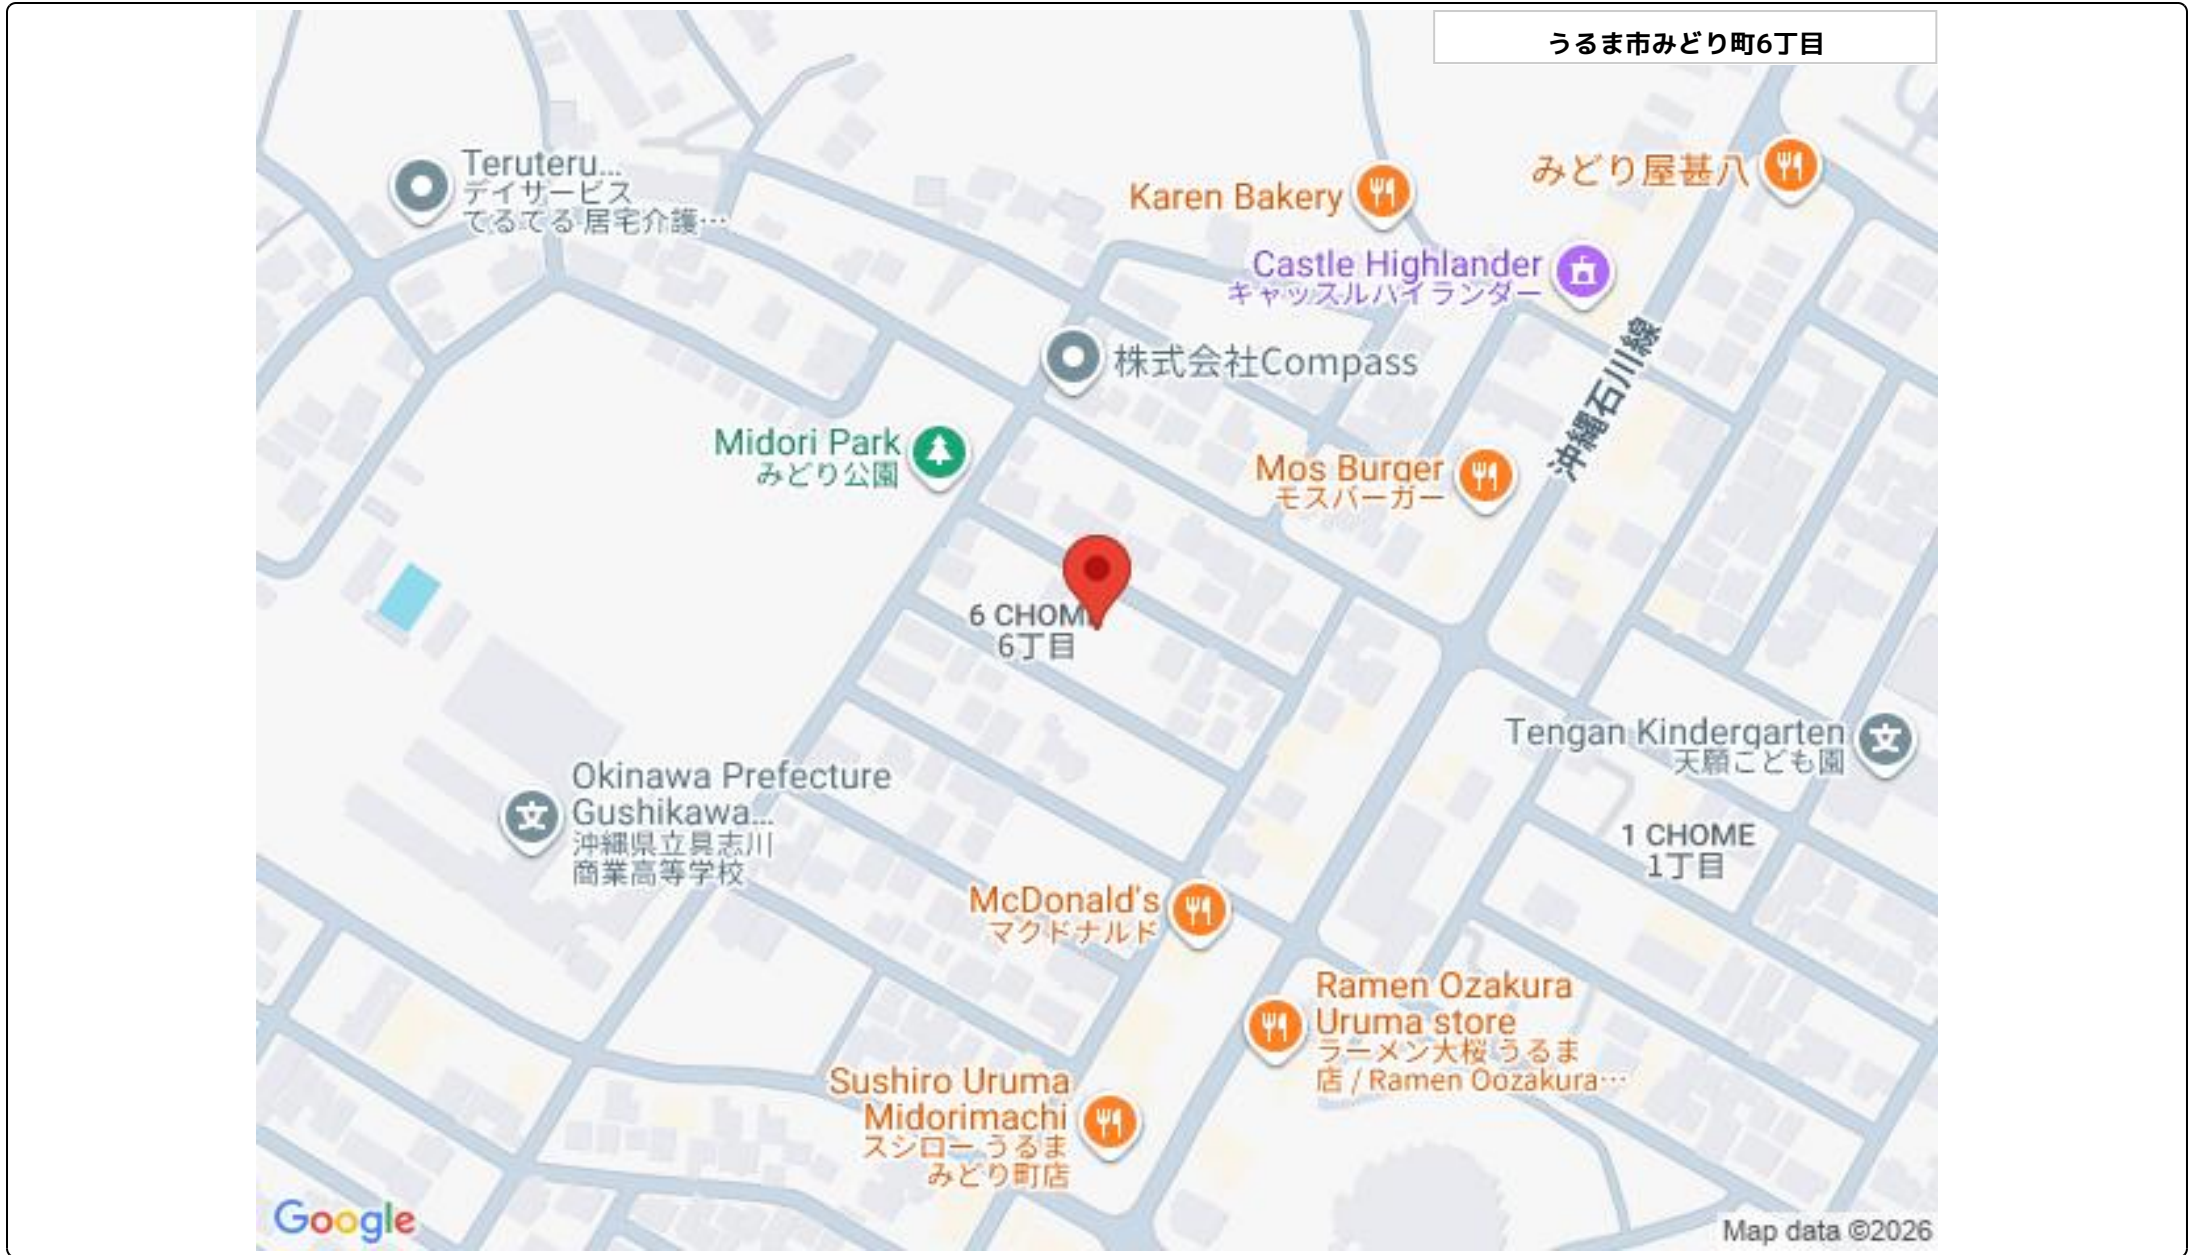 うるま市みどり町6丁目
Teruteru...
デイサービス
てるてる 居宅介護…
Karen Bakery
みどり屋甚八
Castle Highlander
キャッスルハイランダー
沖縄石川線
株式会社Compass
Midori Park
みどり公園
Mos Burger
モスバーガー
6 CHOME
6丁目
Tengan Kindergarten
天願こども園
Okinawa Prefecture
Gushikawa...
沖縄県立具志川
商業高等学校
1 CHOME
1丁目
McDonald's
マクドナルド
Ramen Ozakura
Uruma store
ラーメン大桜 うるま
店 / Ramen Oozakura…
Sushiro Uruma
Midorimachi
スシロー うるま
みどり町店
Google
Map data ©2026